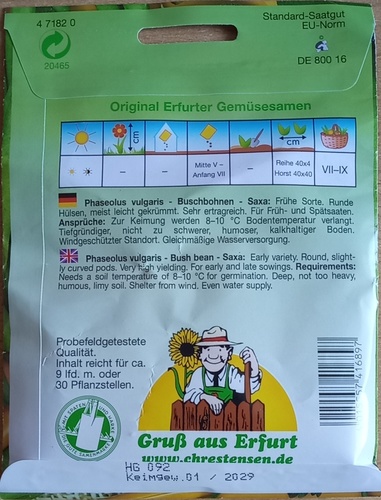 4 7182 0
20465
Standard-Saatgut
EU-Norm
DE 800 16
Original Erfurter Gemüsesamen
cm
cm
–
–
Mitte V –
Anfang VII
–
Reihe 40x4
Horst 40x40
VII–IX
Phaseolus vulgaris - Buschbohnen - Saxa: Frühe Sorte. Runde
Hülsen, meist leicht gekrümmt. Sehr ertragreich. Für Früh- und Spätsaaten.
Ansprüche: Zur Keimung werden 8–10 °C Bodentemperatur verlangt.
Tiefgründiger, nicht zu schwerer, humoser, kalkhaltiger Boden.
Windgeschützter Standort. Gleichmäßige Wasserversorgung.
Phaseolus vulgaris - Bush bean - Saxa: Early variety. Round, slight-
ly curved pods. Very high yielding. For early and late sowings. Requirements:
Needs a soil temperature of 8–10 °C for germination. Deep, not too heavy,
humous, limy soil. Shelter from wind. Even water supply.
Probefeldgetestete
Qualität.
Inhalt reicht für ca.
9 lfd. m. oder
30 Pflanzstellen.
Gruß aus Erfurt
www.chrestensen.de
HG 092
Keimgew.01 / 2029